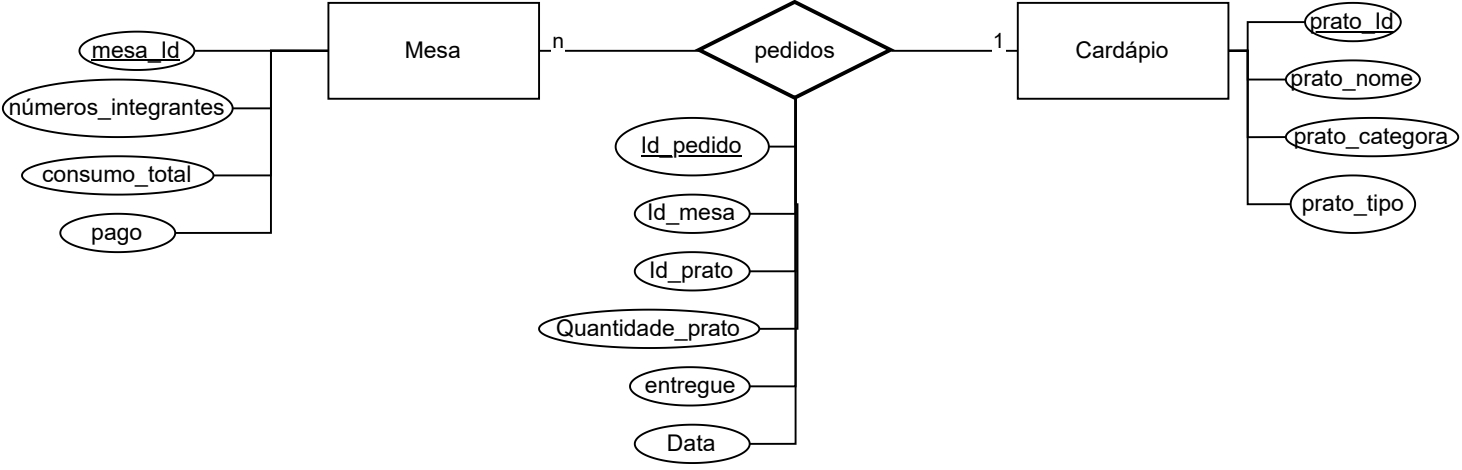 Mesa
n
pedidos
1
Cardápio
mesa_Id
números_integrantes
consumo_total
pago
Id_pedido
Id_mesa
Id_prato
Quantidade_prato
entregue
Data
prato_Id
prato_nome
prato_categora
prato_tipo